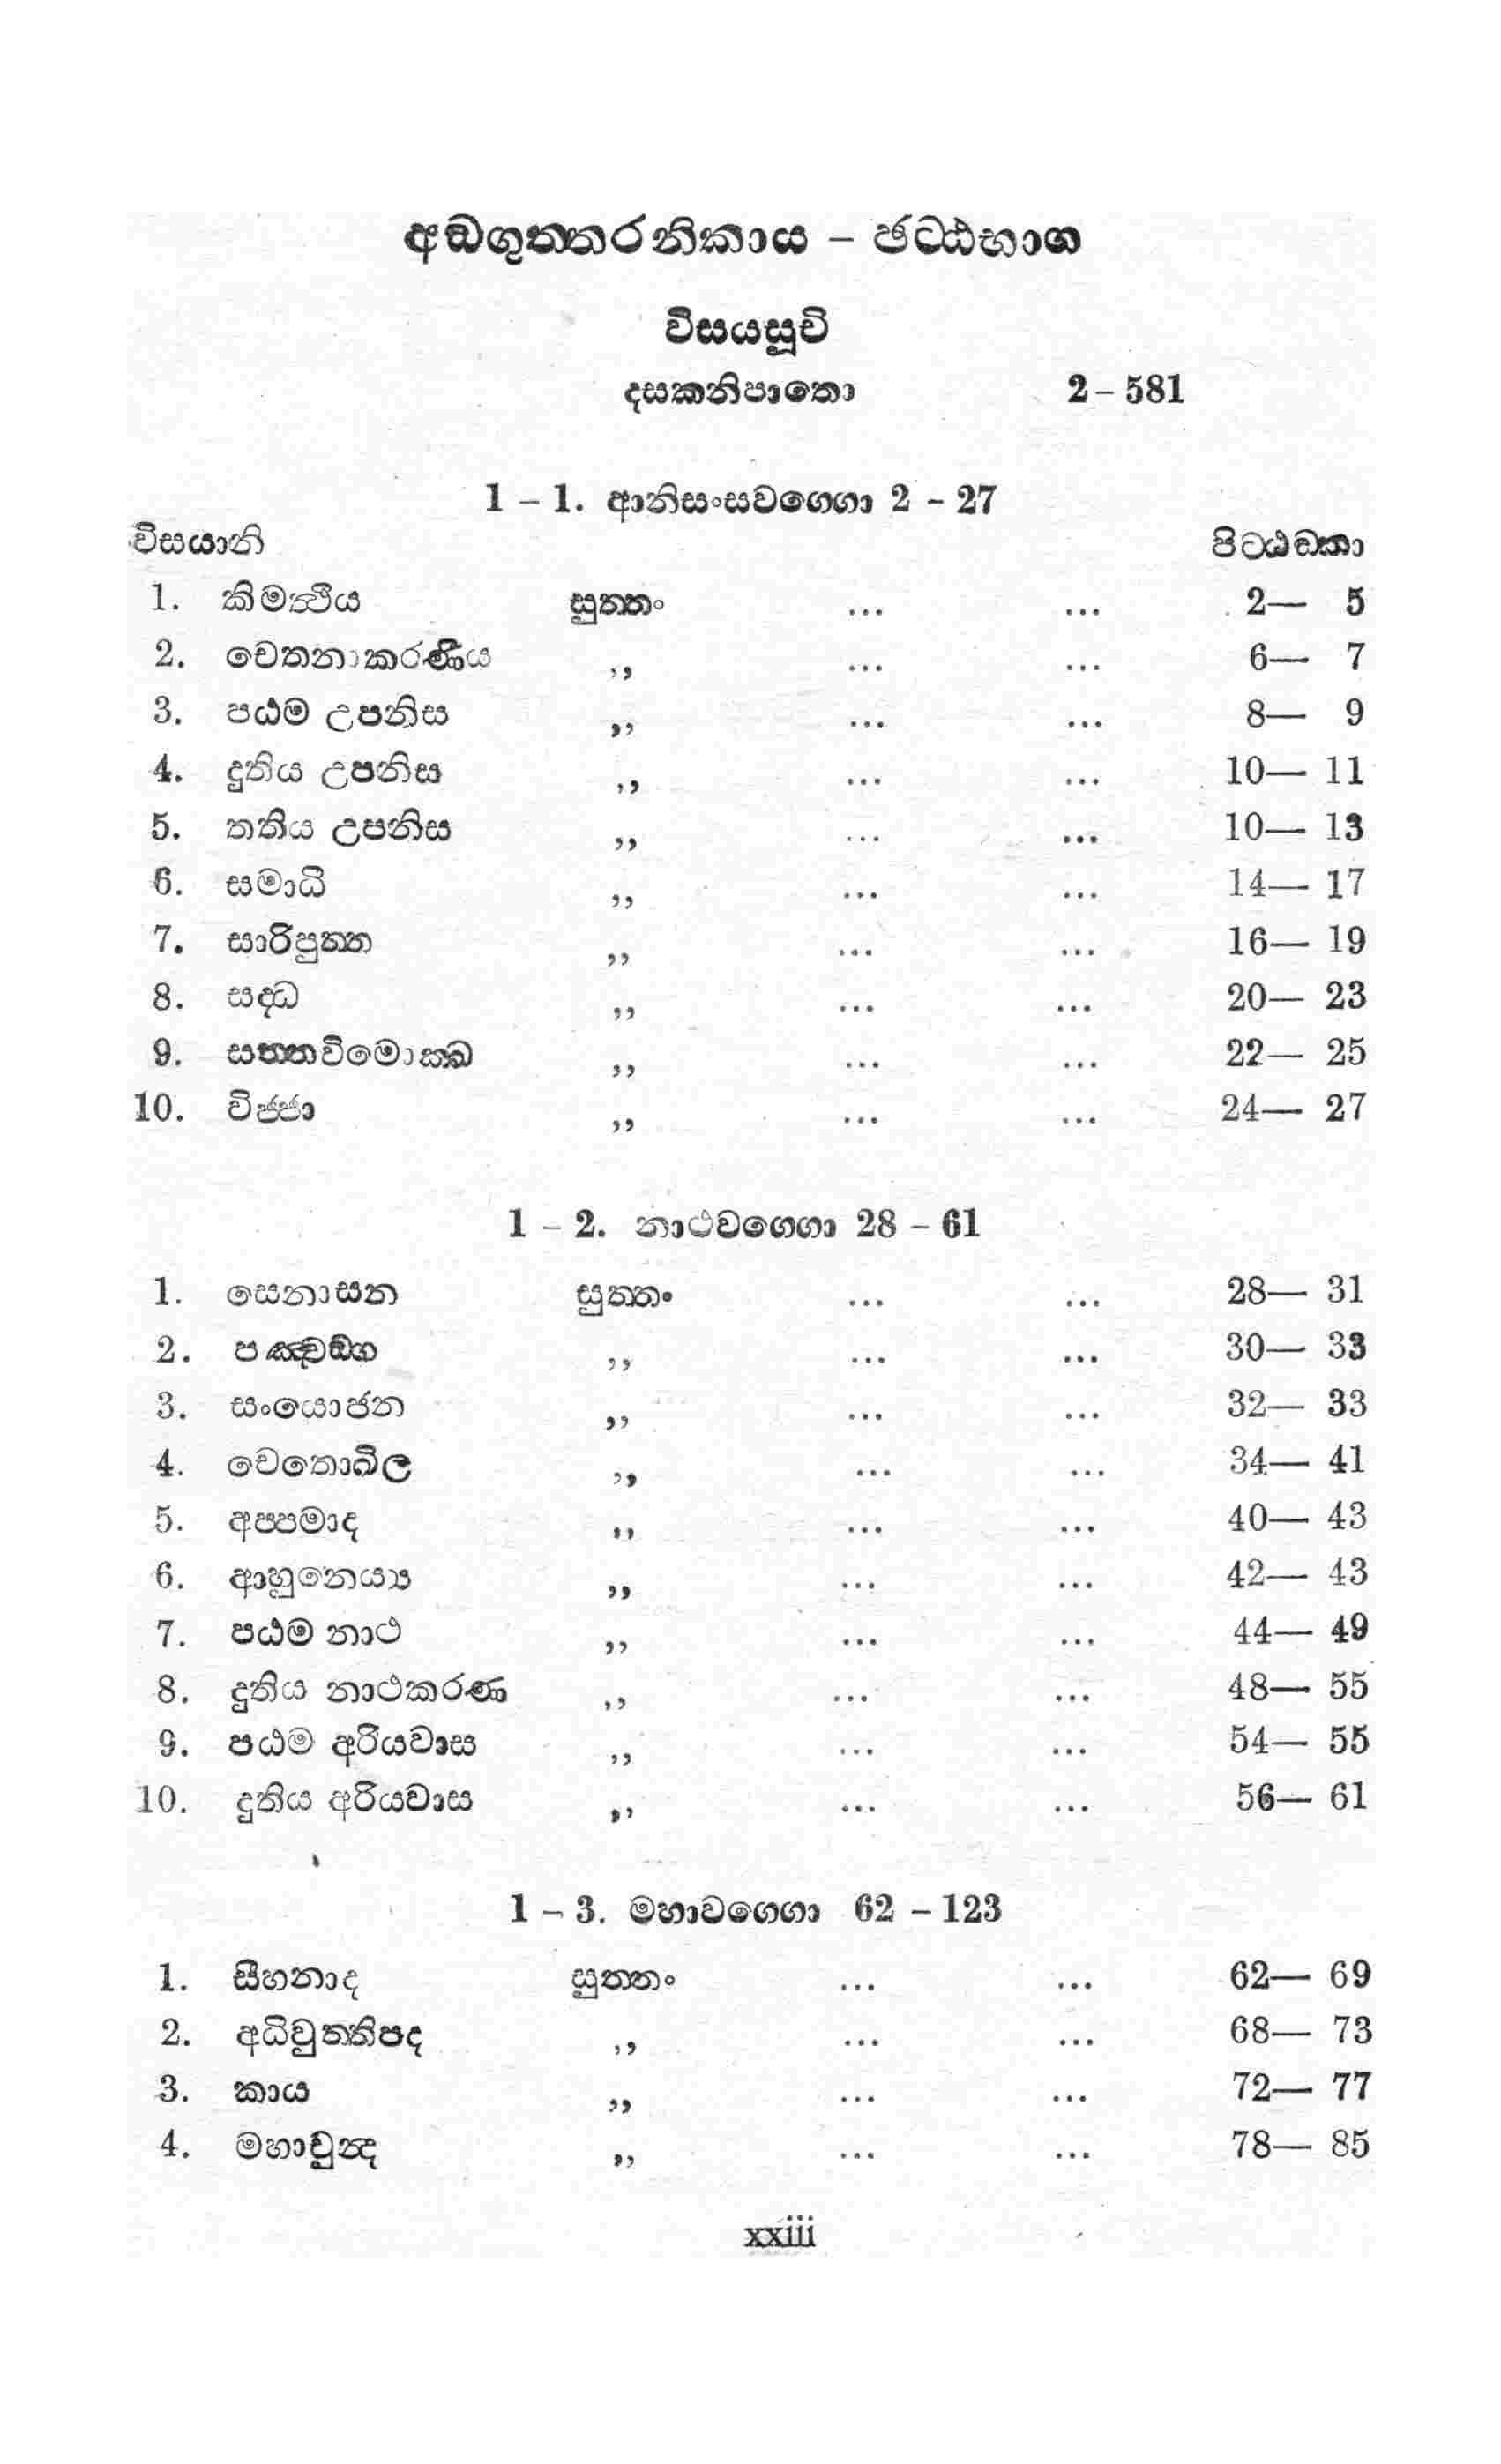 අඞ්ගුත්තරනිකාය – ඡට්ඨභාග
විසයසූචි
දසකනිපාතො 2 – 581
1 – 1. ආනිසංසවග්ගො 2 – 27
විසයානි පිට්ඨඞ්කා
1. කිමත්ථිය සුත්තං ... ... 2— 5
2. චෙතනාකරණීය ,, ... ... 6— 7
3. පඨම උපනිස ,, ... ... 8— 9
4. දුතිය උපනිස ,, ... ... 10— 11
5. තතිය උපනිස ,, ... ... 10— 13
6. සමාධි ,, ... ... 14— 17
7. සාරිපුත්ත ,, ... ... 16— 19
8. සද්ධ ,, ... ... 20— 23
9. සත්තවිමොක්ඛ ,, ... ... 22— 25
10. විජ්ජා ,, ... ... 24— 27
1 – 2. නාථවග්ගො 28 – 61
1. සෙනාසන සුත්තං ... ... 28— 31
2. පඤ්චඞ්ග ,, ... ... 30— 33
3. සංයොජන ,, ... ... 32— 33
4. චෙතොඛිල ,, ... ... 34— 41
5. අප්පමාද ,, ... ... 40— 43
6. ආහුනෙය්‍ය ,, ... ... 42— 43
7. පඨම නාථ ,, ... ... 44— 49
8. දුතිය නාථකරණ ,, ... ... 48— 55
9. පඨම අරියවාස ,, ... ... 54— 55
10. දුතිය අරියවාස ,, ... ... 56— 61
1 – 3. මහාවග්ගො 62 – 123
1. සීහනාද සුත්තං ... ... 62— 69
2. අධිවුත්තිපද ,, ... ... 68— 73
3. කාය ,, ... ... 72— 77
4. මහාචුන්ද ,, ... ... 78— 85
xxiii